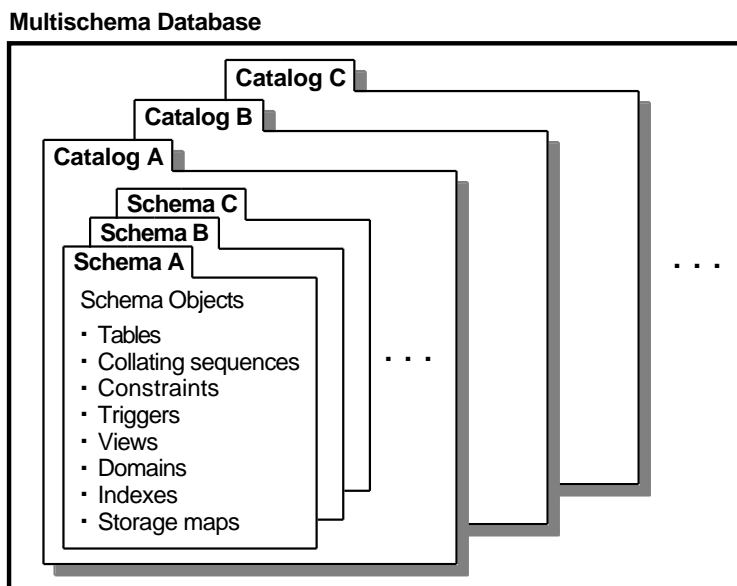 Multischema Database
Catalog C
Catalog B
Catalog A
Schema C
Schema B
Schema A
Schema Objects
· Tables
· Collating sequences
· Constraints
· Triggers
· Views
· Domains
· Indexes
· Storage maps
. . .
. . .